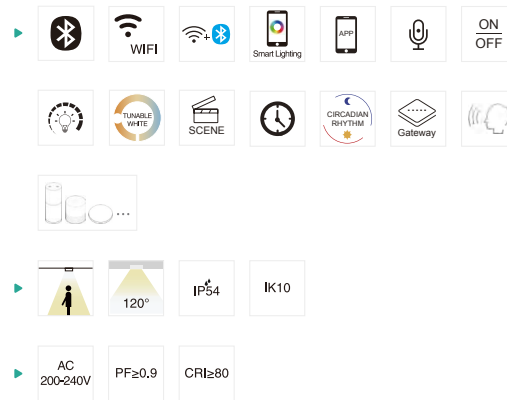 WIFI
+
Smart Lighting
APP
ON
OFF
TUNABLE
WHITE
SCENE
CIRCADIAN
RHYTHM
Gateway
...
120°
IP54
IK10
AC
200-240V
PF≥0.9
CRI≥80